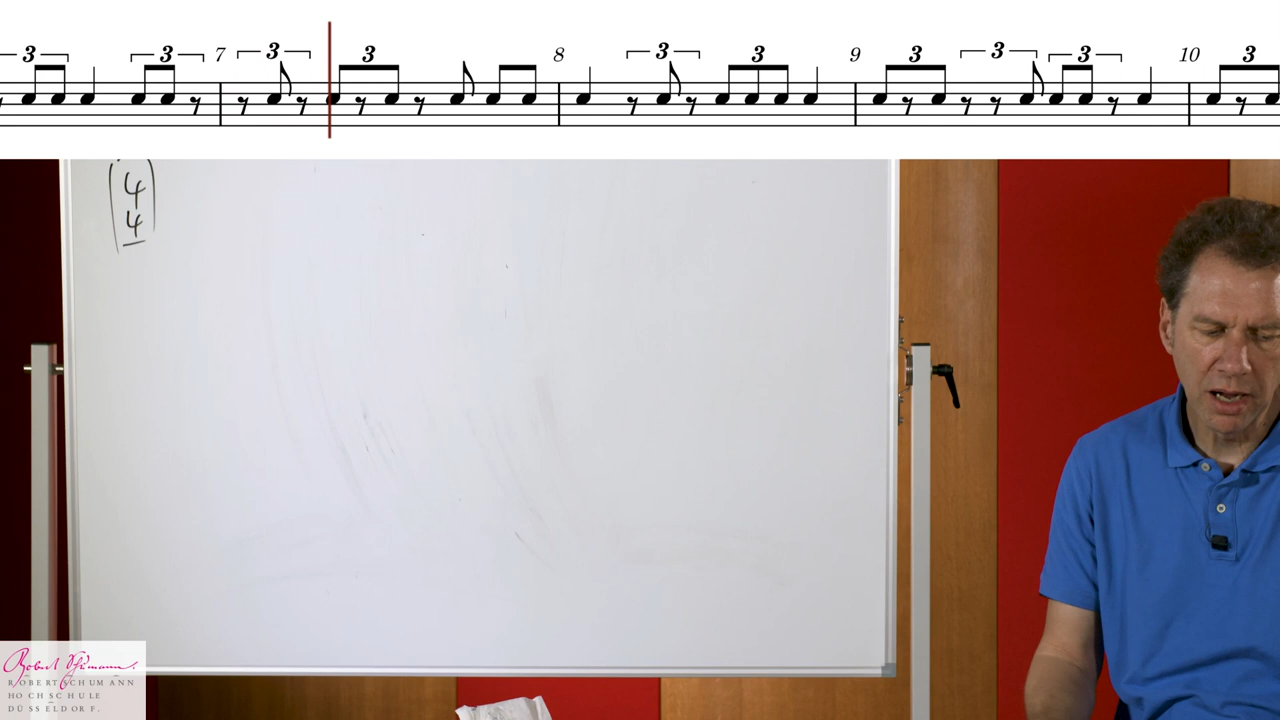 3 3 7 3 3 8 3 3 9 3 3 3 10 3
4
4
Robert Schumann
ROBERT SCHUMANN
HOCHSCHULE
DÜSSELDORF.